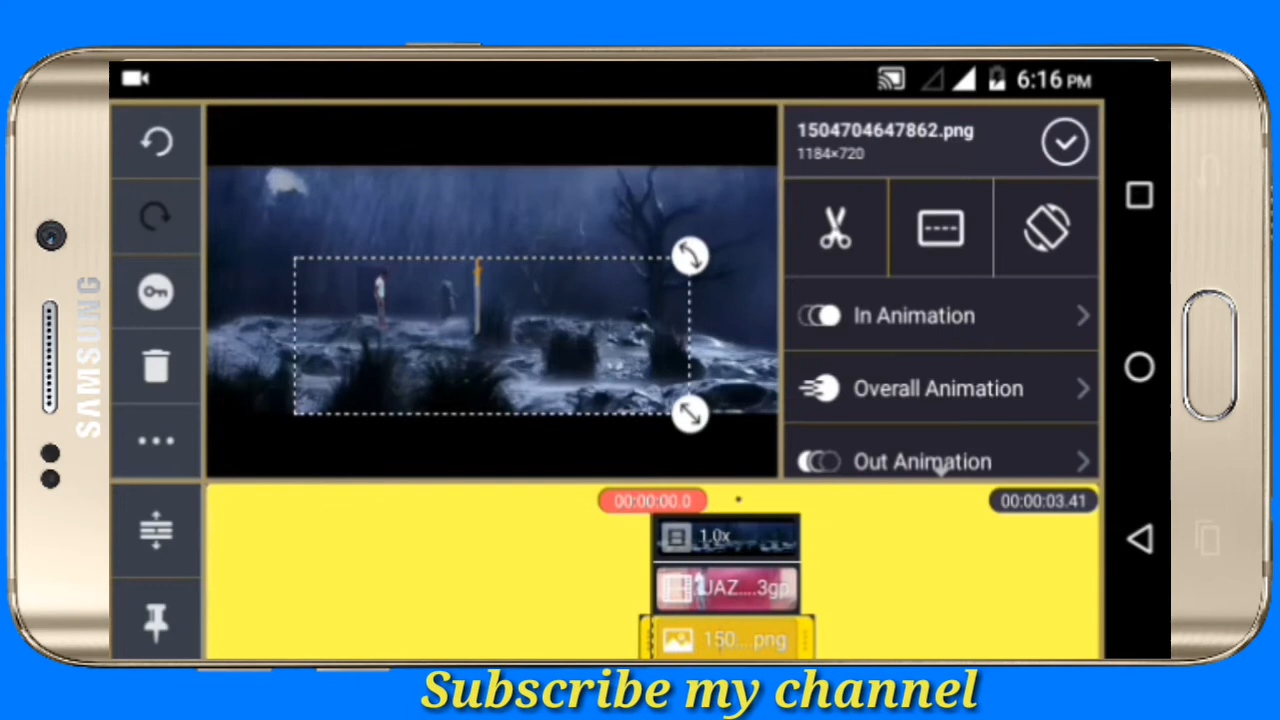 6:16 PM
1504704647862.png
1184×720
SAMSUNG
In Animation
Overall Animation
Out Animation
00:00:00.0
00:00:03.41
1.0x
JAZ....3gp
150...png
Subscribe my channel